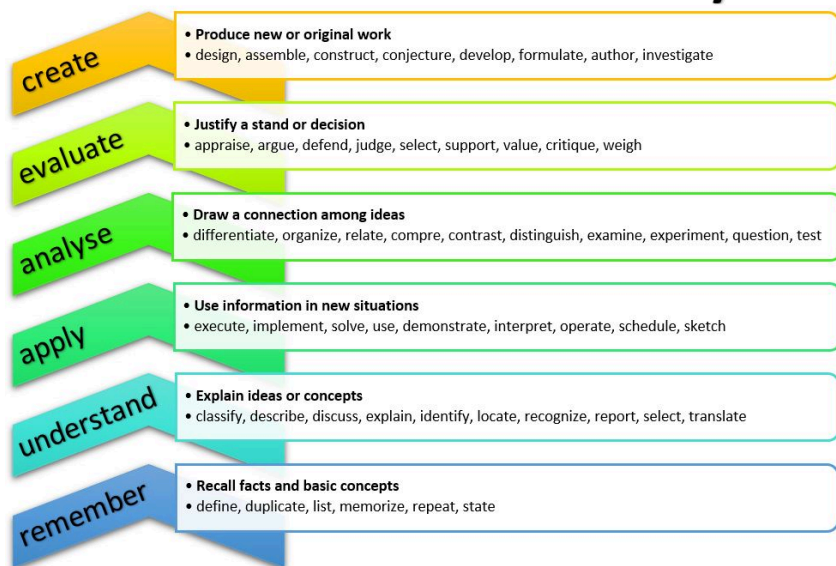 create
• Produce new or original work
• design, assemble, construct, conjecture, develop, formulate, author, investigate
evaluate
• Justify a stand or decision
• appraise, argue, defend, judge, select, support, value, critique, weigh
analyse
• Draw a connection among ideas
• differentiate, organize, relate, compre, contrast, distinguish, examine, experiment, question, test
apply
• Use information in new situations
• execute, implement, solve, use, demonstrate, interpret, operate, schedule, sketch
understand
• Explain ideas or concepts
• classify, describe, discuss, explain, identify, locate, recognize, report, select, translate
remember
• Recall facts and basic concepts
• define, duplicate, list, memorize, repeat, state